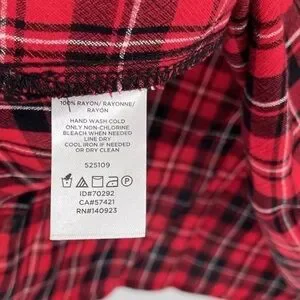 100% RAYON/ RAYONNE/
RAYON
HAND WASH COLD
ONLY NON-CHLORINE
BLEACH WHEN NEEDED
LINE DRY
COOL IRON IF NEEDED
OR DRY CLEAN
525109
ID#70292
CA#57421
RN#140923